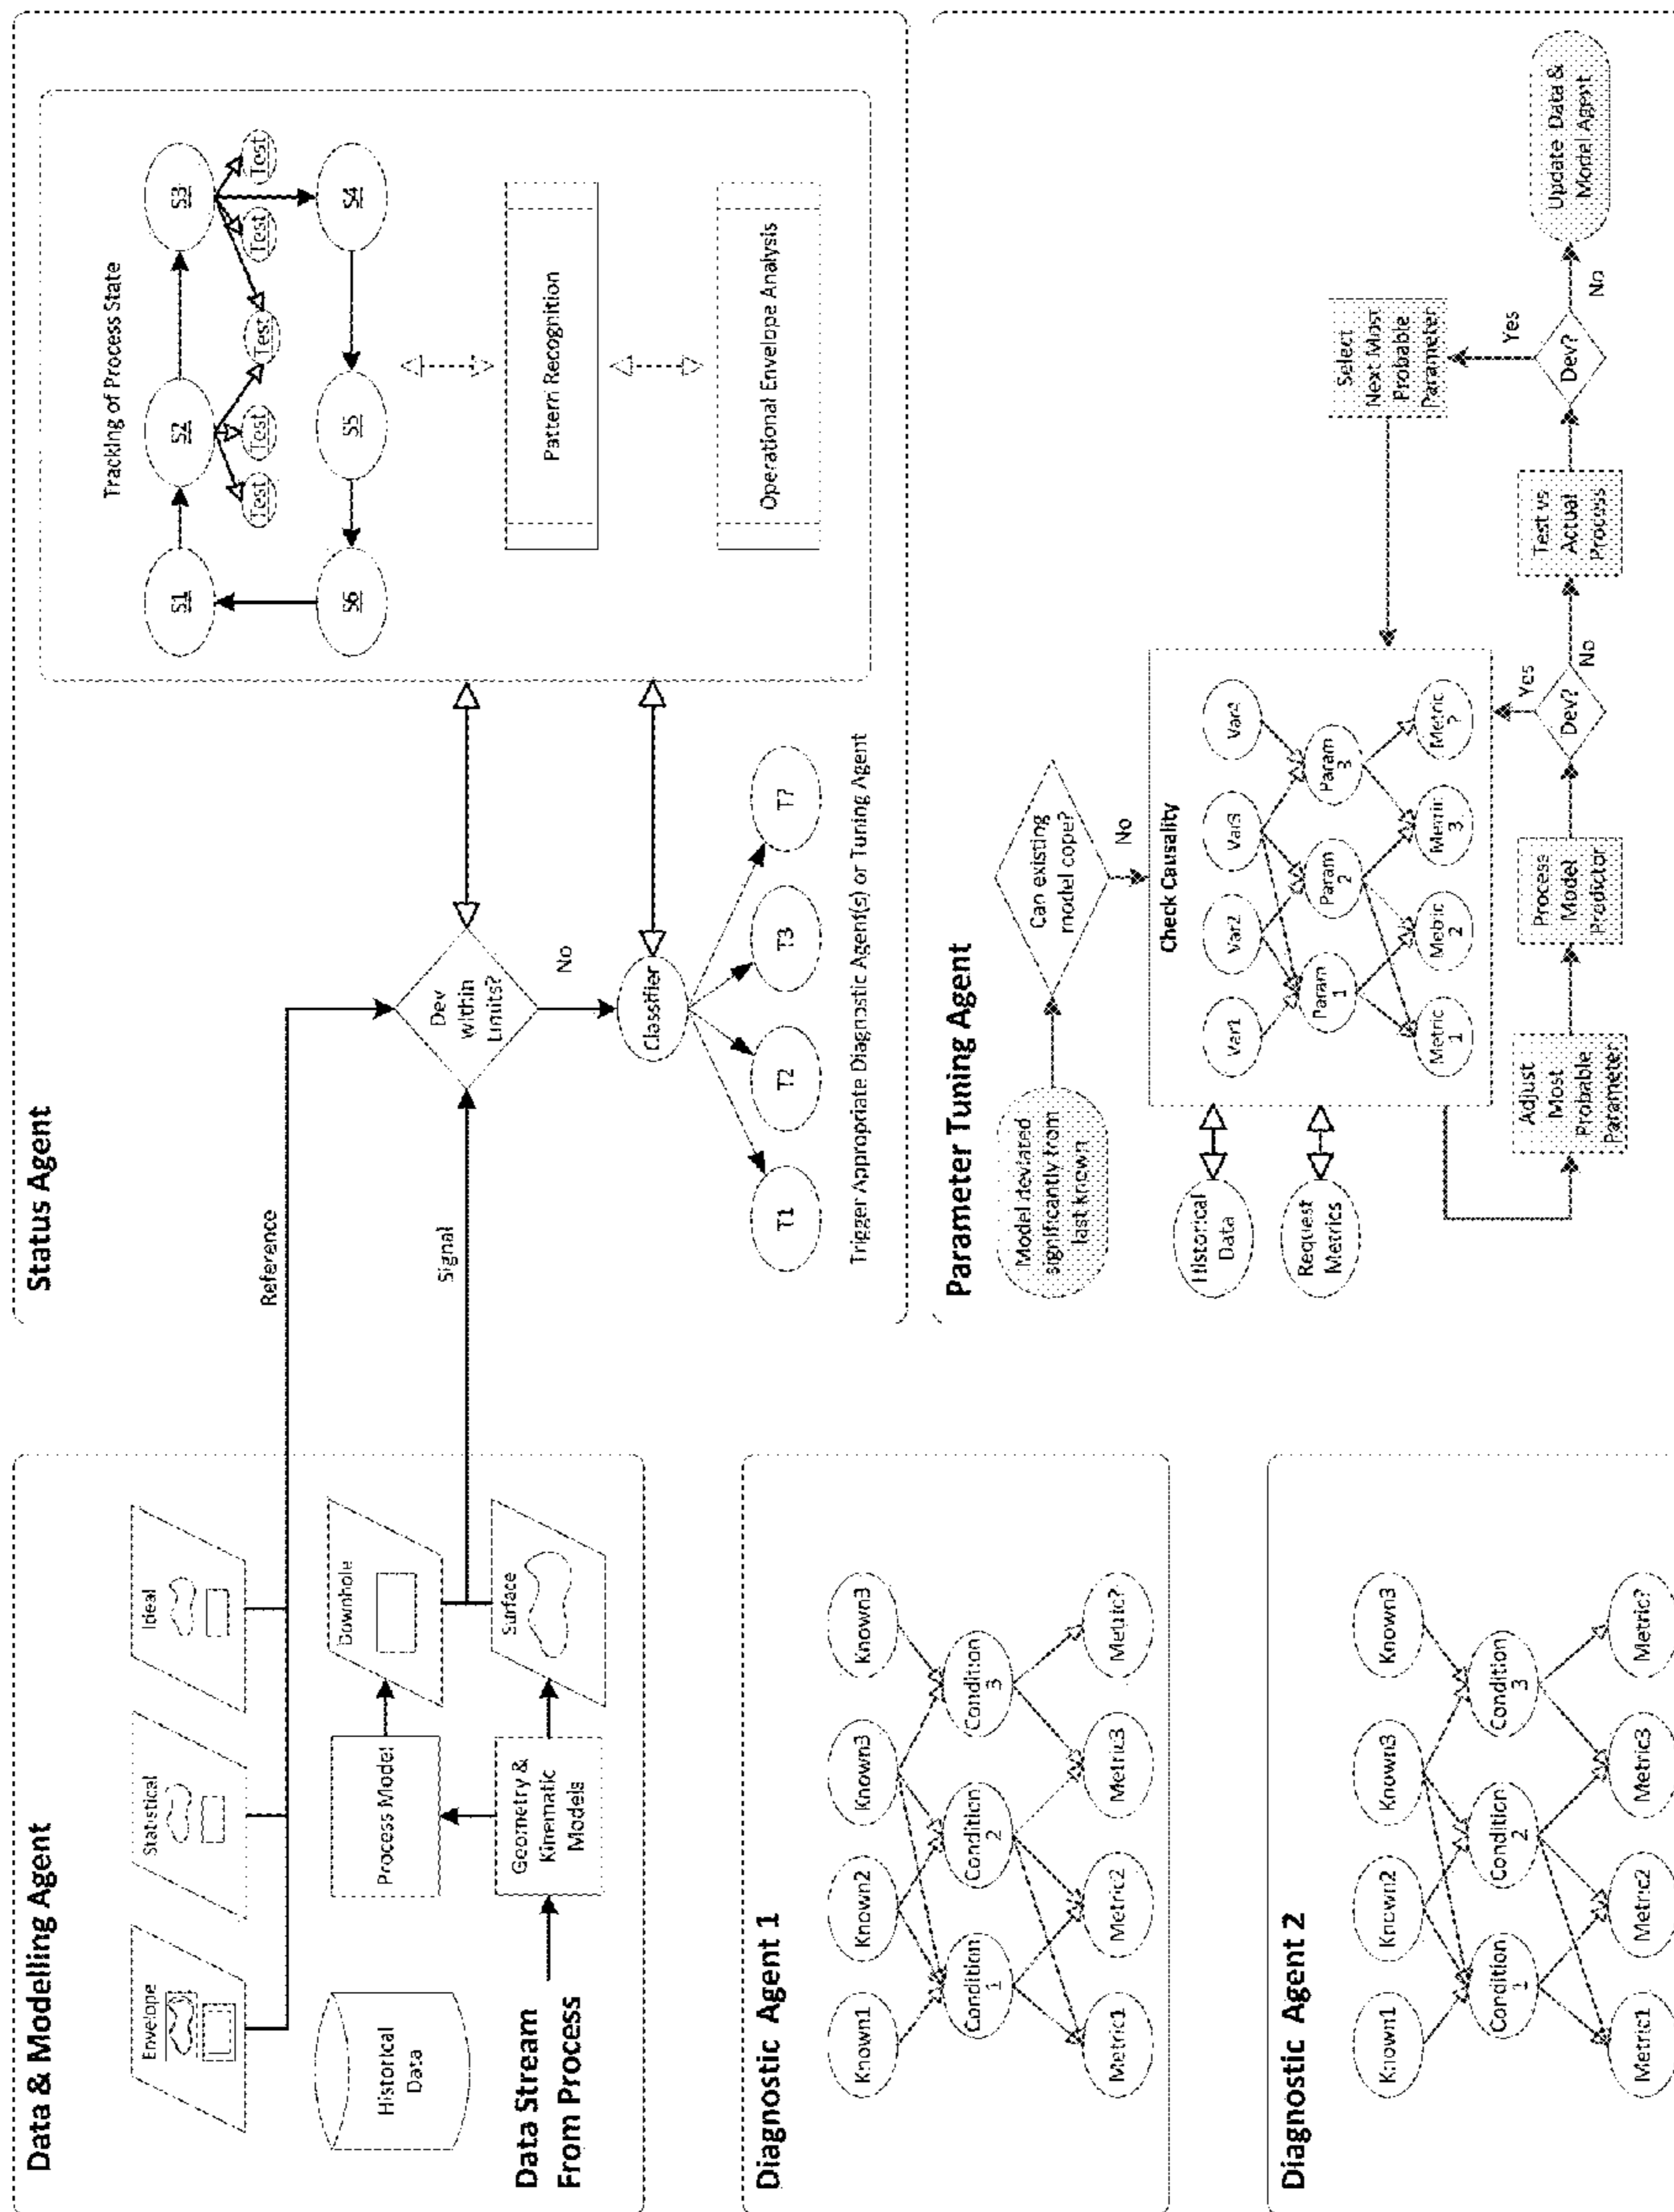 Data & Modelling Agent
Envelope
Statistical
Ideal
Historical
Data
Process Model
Downhole
Data Stream
From Process
Geometry &
Kinematic
Models
Surface
Status Agent
Reference
Signal
Dev
within
Limits?
No
Classifier
T1
T2
T3
T?
Trigger Appropriate Diagnostic Agent(s) or Tuning Agent
Tracking of Process State
S1
S2
S3
Test
Test
Test
Test
Test
S6
S5
S4
Pattern Recognition
Operational Envelope Analysis
Diagnostic Agent 1
Known1
Known2
Known3
Known3
Condition
1
Condition
2
Condition
3
Metric1
Metric2
Metric3
Metric?
Diagnostic Agent 2
Known1
Known2
Known3
Known3
Condition
1
Condition
2
Condition
3
Metric1
Metric2
Metric3
Metric?
Parameter Tuning Agent
Model deviated
significantly from
last known
Can existing
model cope?
No
Historical
Data
Request
Metrics
Check Causality
Var1
Var2
Var3
Var4
Param
1
Param
2
Param
3
Metric
1
Metric
2
Metric
3
Metric
?
Select
Next Most
Probable
Parameter
Adjust
Most
Probable
Parameter
Process
Model
Predictor
Dev?
Yes
No
Test vs
Actual
Process
Dev?
Yes
No
Update Data &
Model Agent